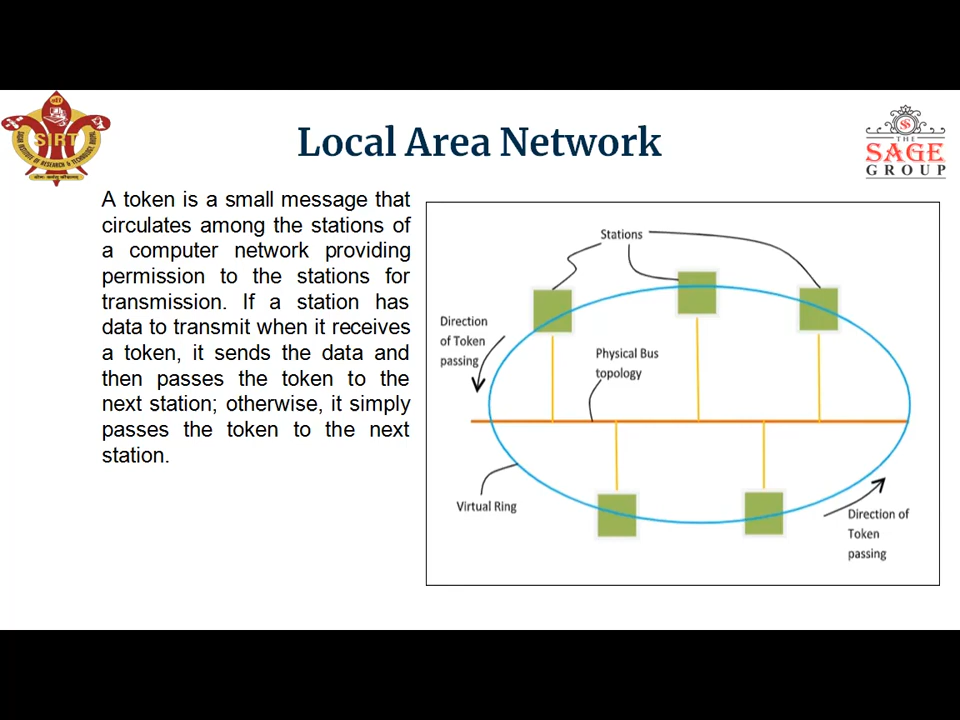 SIRT
Local Area Network
THE
SAGE
GROUP
A token is a small message that
circulates among the stations of
a computer network providing
permission to the stations for
transmission. If a station has
data to transmit when it receives
a token, it sends the data and
then passes the token to the
next station; otherwise, it simply
passes the token to the next
station.
Stations
Direction
of Token
passing
Physical Bus
topology
Virtual Ring
Direction of
Token
passing